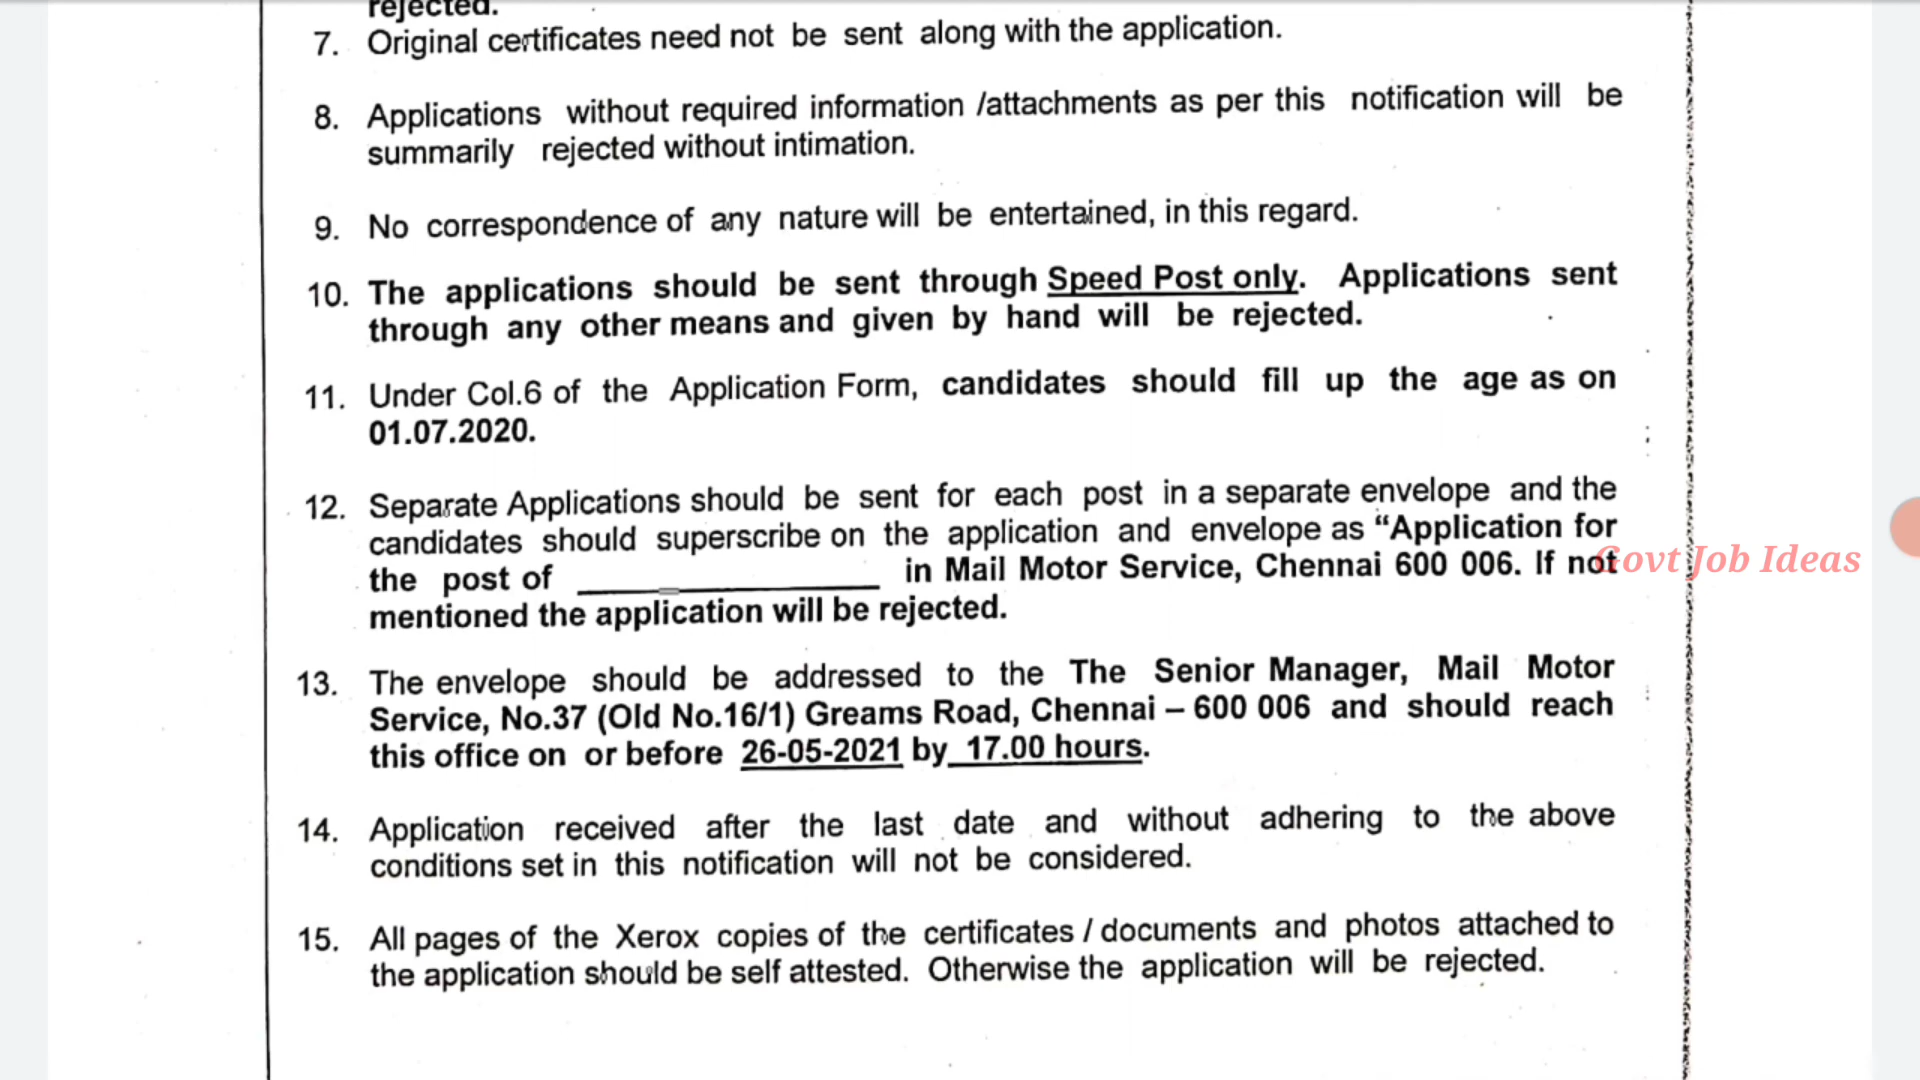 rejected.
7. Original certificates need not be sent along with the application.
8. Applications without required information /attachments as per this notification will be
summarily rejected without intimation.
9. No correspondence of any nature will be entertained, in this regard.
10. The applications should be sent through Speed Post only. Applications sent
through any other means and given by hand will be rejected.
11. Under Col.6 of the Application Form, candidates should fill up the age as on
01.07.2020.
12. Separate Applications should be sent for each post in a separate envelope and the
candidates should superscribe on the application and envelope as “Application for
the post of ____________ in Mail Motor Service, Chennai 600 006. If not
mentioned the application will be rejected.
Govt Job Ideas
13. The envelope should be addressed to the The Senior Manager, Mail Motor
Service, No.37 (Old No.16/1) Greams Road, Chennai – 600 006 and should reach
this office on or before 26-05-2021 by 17.00 hours.
14. Application received after the last date and without adhering to the above
conditions set in this notification will not be considered.
15. All pages of the Xerox copies of the certificates / documents and photos attached to
the application should be self attested. Otherwise the application will be rejected.